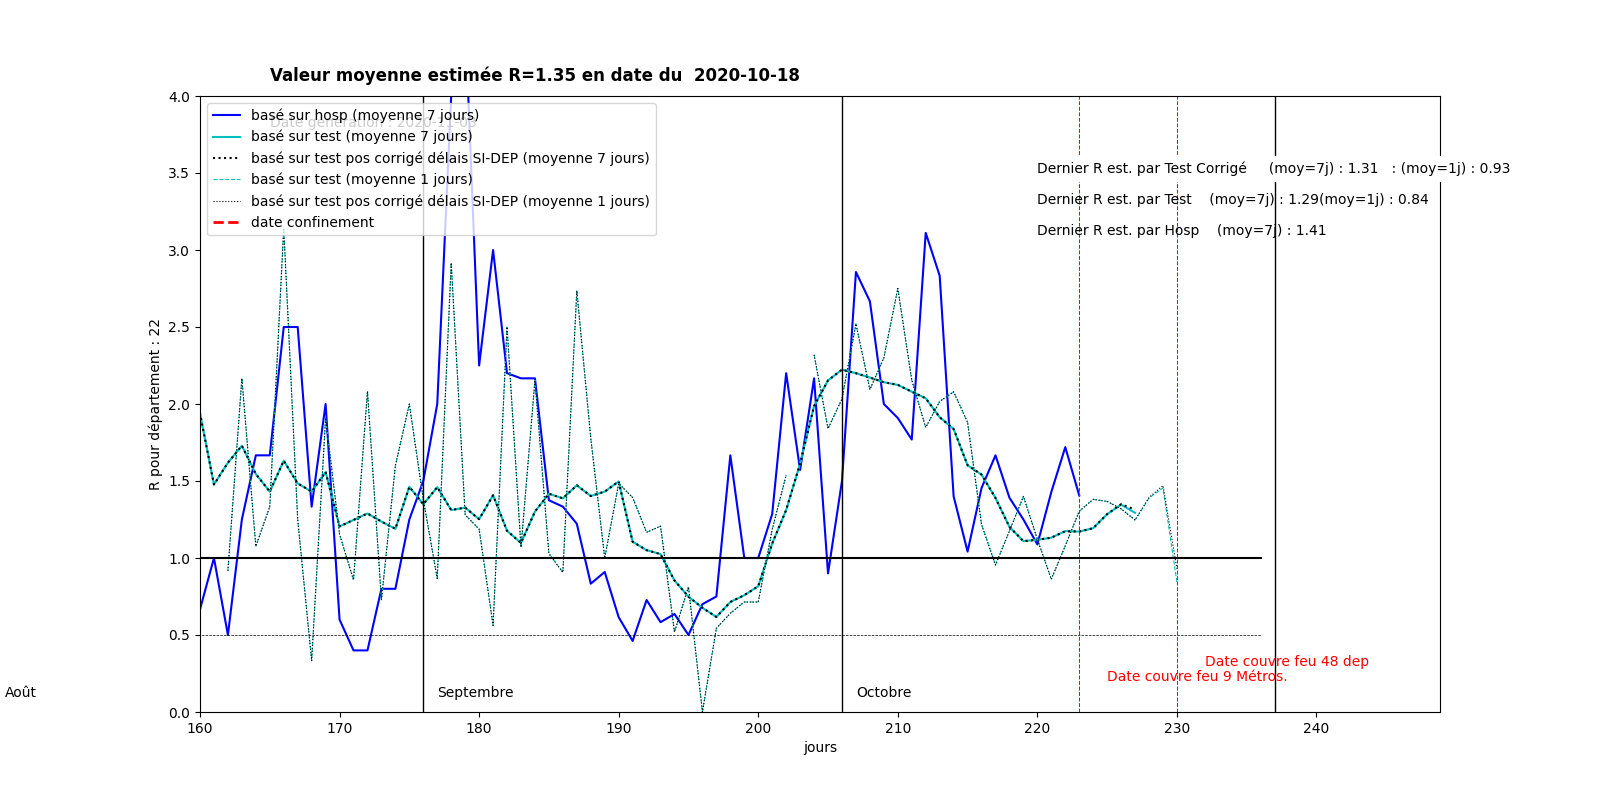 Valeur moyenne estimée R=1.35 en date du  2020-10-18
Date génération : 2020-11-03
basé sur hosp (moyenne 7 jours)
basé sur test (moyenne 7 jours)
basé sur test pos corrigé délais SI-DEP (moyenne 7 jours)
basé sur test (moyenne 1 jours)
basé sur test pos corrigé délais SI-DEP (moyenne 1 jours)
date confinement
Dernier R est. par Test Corrigé     (moy=7j) : 1.31   : (moy=1j) : 0.93
Dernier R est. par Test    (moy=7j) : 1.29(moy=1j) : 0.84
Dernier R est. par Hosp    (moy=7j) : 1.41
4.0
3.5
3.0
2.5
2.0
1.5
1.0
0.5
0.0
R pour département : 22
Date couvre feu 48 dep
Date couvre feu 9 Métros.
Août
Septembre
Octobre
160 170 180 190 200 210 220 230 240
jours